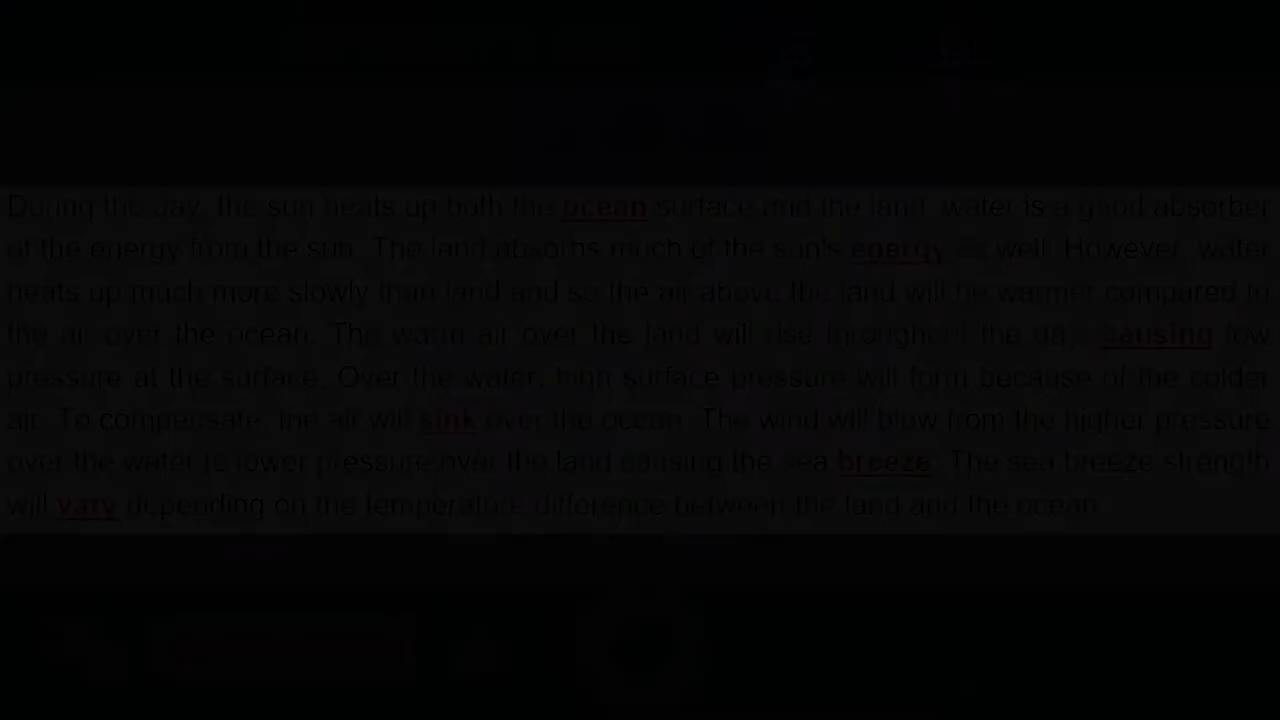 During the day, the sun heats up both the ocean surface and the land, water is a good absorber
of the energy from the sun. The land absorbs much of the sun's energy as well. However, water
heats up much more slowly than land and so the air above the land will be warmer compared to
the air over the ocean. The warm air over the land will rise throughout the day, causing low
pressure at the surface. Over the water, high surface pressure will form because of the colder
air. To compensate, the air will sink over the ocean. The wind will blow from the higher pressure
over the water to lower pressure over the land causing the sea breeze. The sea breeze strength
will vary depending on the temperature difference between the land and the ocean.